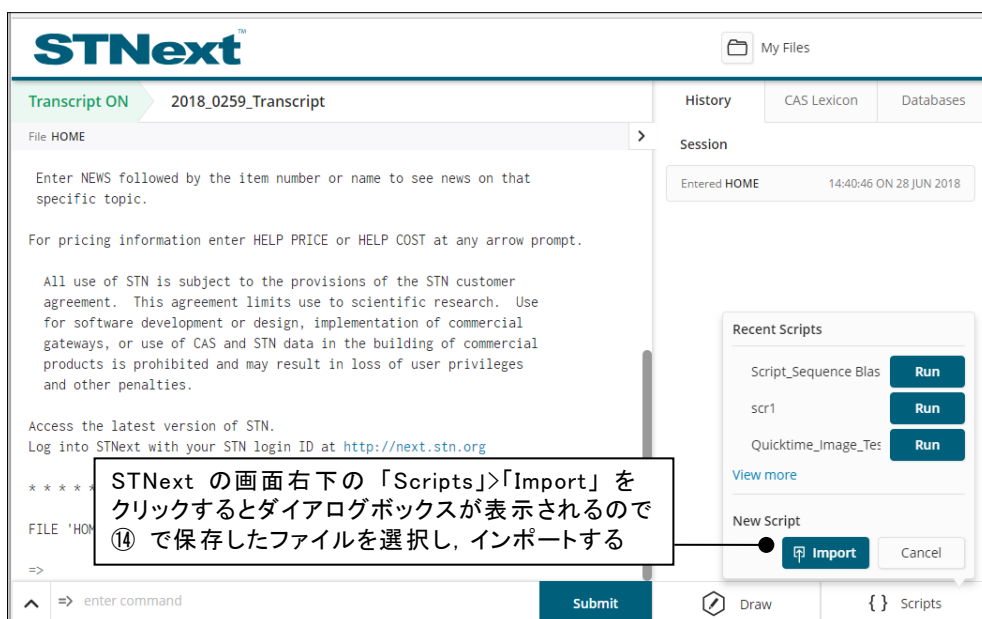 STNext™
My Files
Transcript ON
2018_0259_Transcript
History
CAS Lexicon
Databases
File HOME
Session
Entered HOME
14:40:46 ON 28 JUN 2018
Enter NEWS followed by the item number or name to see news on that
specific topic.
For pricing information enter HELP PRICE or HELP COST at any arrow prompt.
All use of STN is subject to the provisions of the STN customer
agreement.  This agreement limits use to scientific research.  Use
for software development or design, implementation of commercial
gateways, or use of CAS and STN data in the building of commercial
products is prohibited and may result in loss of user privileges
and other penalties.
Access the latest version of STN.
Log into STNext with your STN login ID at http://next.stn.org
* * * * *
FILE 'HOM
=>
STNext の画面右下の 「Scripts」>「Import」 を
クリックするとダイアログボックスが表示されるので
⑭ で保存したファイルを選択し, インポートする
Recent Scripts
Script_Sequence Blas
Run
scr1
Run
Quicktime_Image_Tes
Run
View more
New Script
Import
Cancel
=> enter command
Submit
Draw
{ } Scripts